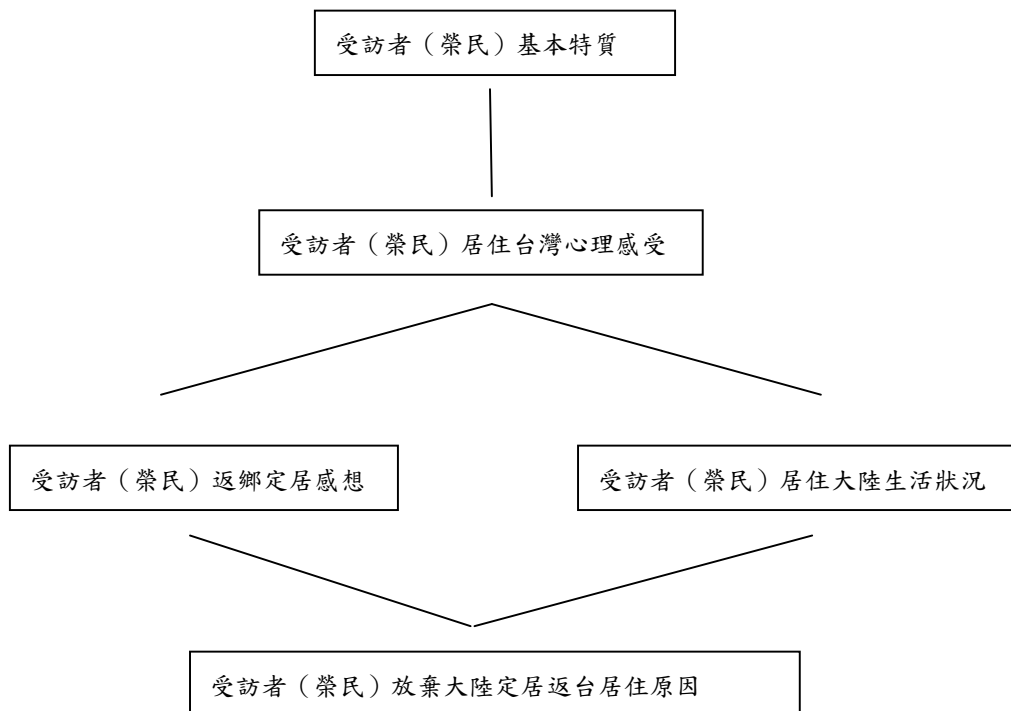 受訪者（榮民）基本特質
受訪者（榮民）居住台灣心理感受
受訪者（榮民）返鄉定居感想
受訪者（榮民）居住大陸生活狀況
受訪者（榮民）放棄大陸定居返台居住原因